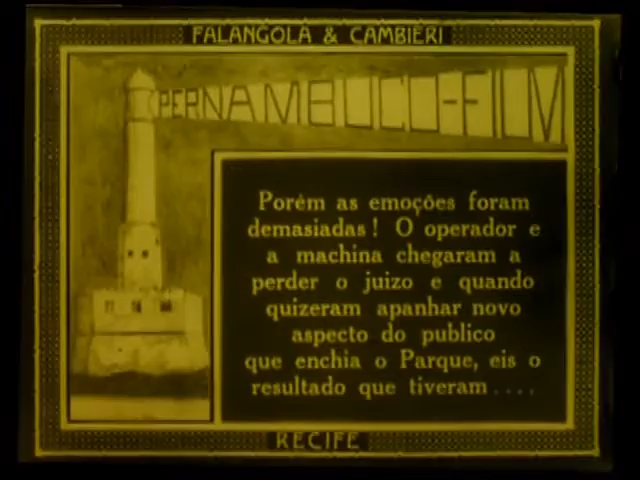 FALANGOLA & CAMBIERI
PERNAMBUCO-FILM
Porém as emoções foram
demasiadas! O operador e
a machina chegaram a
perder o juizo e quando
quizeram apanhar novo
aspecto do publico
que enchia o Parque, eis o
resultado que tiveram....
RECIFE